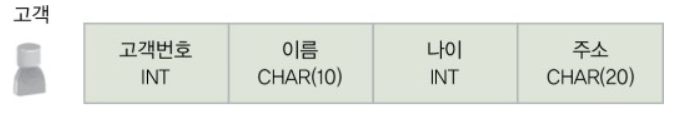 고객
고객번호 이름 나이 주소
INT CHAR(10) INT CHAR(20)